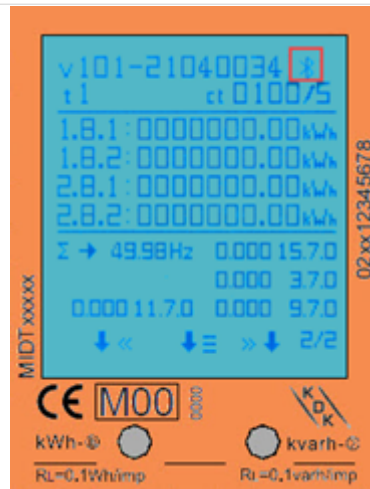 v101-21040034
t1 ct 0100/5
1.8.1:0000000.00kWh
1.8.2:0000000.00kWh
2.8.1:0000000.00kWh
2.8.2:0000000.00kWh
Σ → 49.98Hz 0.000 15.7.0
0.000 3.7.0
0.000 11.7.0 0.000 9.7.0
⬇ « ⬇ ≡ » ⬇ 2/2
MIDTxxxxx
02xx12345678
CE M00 0000
KDK
kWh-① kvarh-②
RL=0.1Wh/imp RL=0.1varh/imp